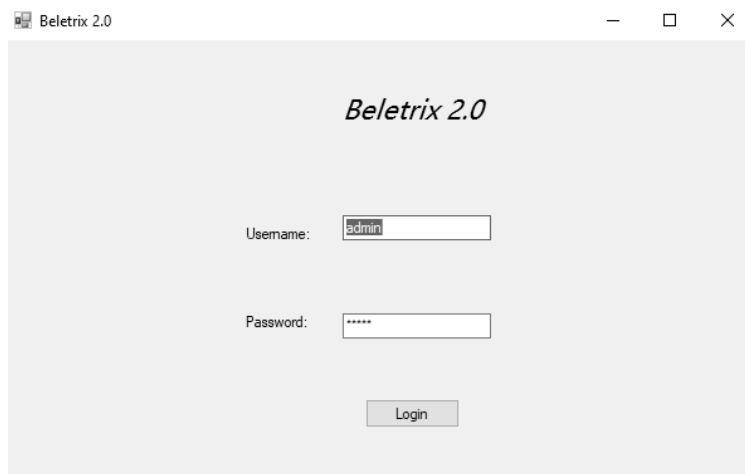 Beletrix 2.0
Beletrix 2.0
Username: admin
Password: *****
Login